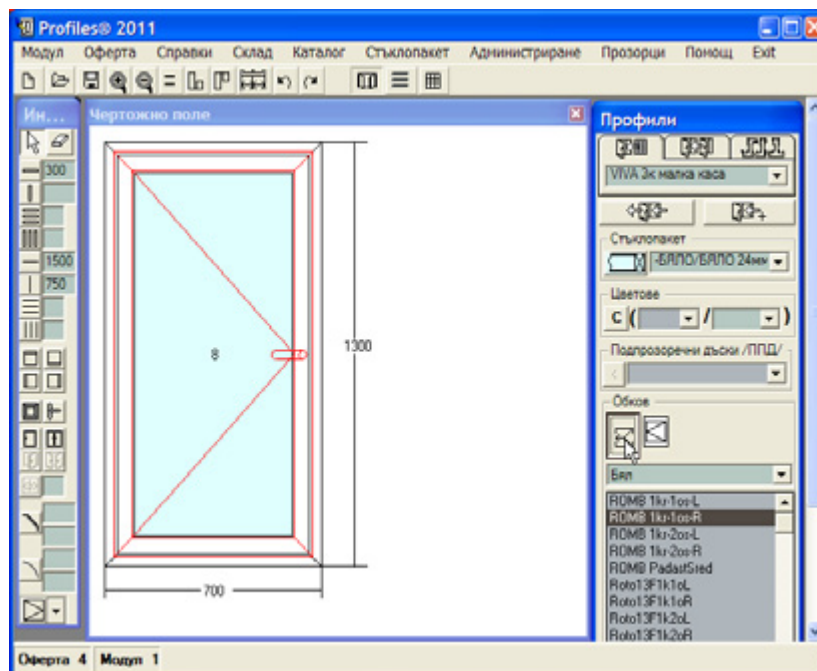 Profiles® 2011
Модул Оферта Справки Склад Каталог Стъклопакет Администриране Прозорци Помощ Exit
Ин...
Чертожно поле
Профили
300
1500
750
8
1300
700
VIVA 3к малка каса
Стъклопакет
-БЯЛО/БЯЛО 24мм
Цветове
C ( / )
Подпрозоречни дъски /ППД/
<
Обков
Бял
ROMB 1kr-1os-L
ROMB 1kr-1os-R
ROMB 1kr-2os-L
ROMB 1kr-2os-R
ROMB PadastSred
Roto13F1k1oL
Roto13F1k1oR
Roto13F1k2oL
Roto13F1k2oR
Оферта 4 Модул 1